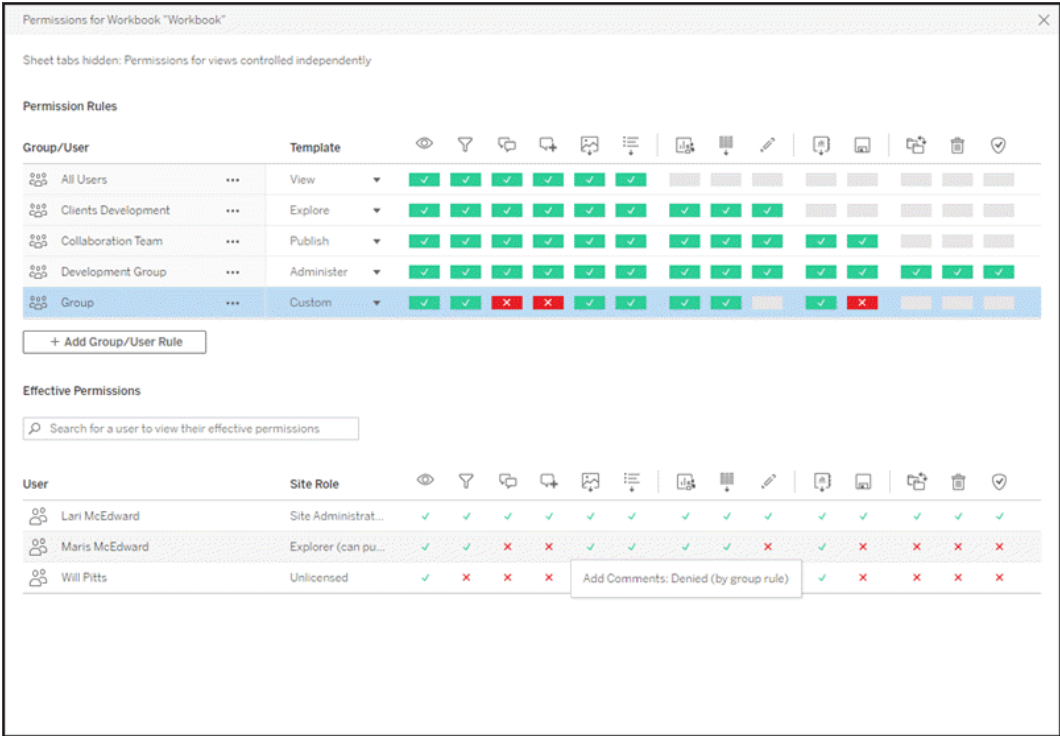 Permissions for Workbook "Workbook"
Sheet tabs hidden: Permissions for views controlled independently
Permission Rules
Group/User Template
All Users ••• View
Clients Development ••• Explore
Collaboration Team ••• Publish
Development Group ••• Administer
Group ••• Custom
+ Add Group/User Rule
Effective Permissions
Search for a user to view their effective permissions
User Site Role
Lari McEdward Site Administrat...
Maris McEdward Explorer (can pu...
Will Pitts Unlicensed
Add Comments: Denied (by group rule)